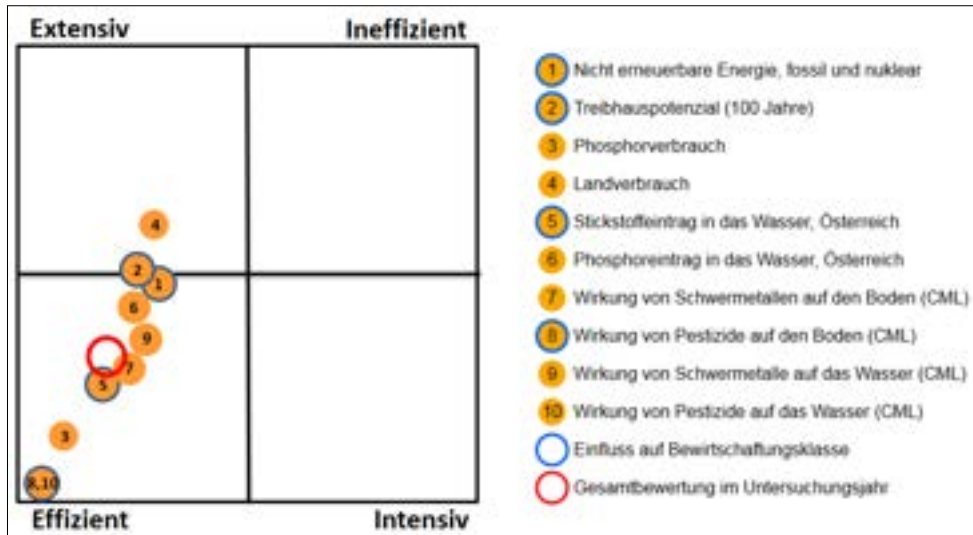 Extensiv
Ineffizient
4
2
1
6
9
7
5
3
8,10
Effizient
Intensiv
1 Nicht erneuerbare Energie, fossil und nuklear
2 Treibhauspotenzial (100 Jahre)
3 Phosphorverbrauch
4 Landverbrauch
5 Stickstoffeintrag in das Wasser, Österreich
6 Phosphoreintrag in das Wasser, Österreich
7 Wirkung von Schwermetallen auf den Boden (CML)
8 Wirkung von Pestizide auf den Boden (CML)
9 Wirkung von Schwermetalle auf das Wasser (CML)
10 Wirkung von Pestizide auf das Wasser (CML)
Einfluss auf Bewirtschaftungsklasse
Gesamtbewertung im Untersuchungsjahr